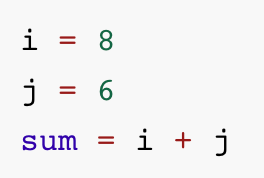 i = 8
j = 6
sum = i + j